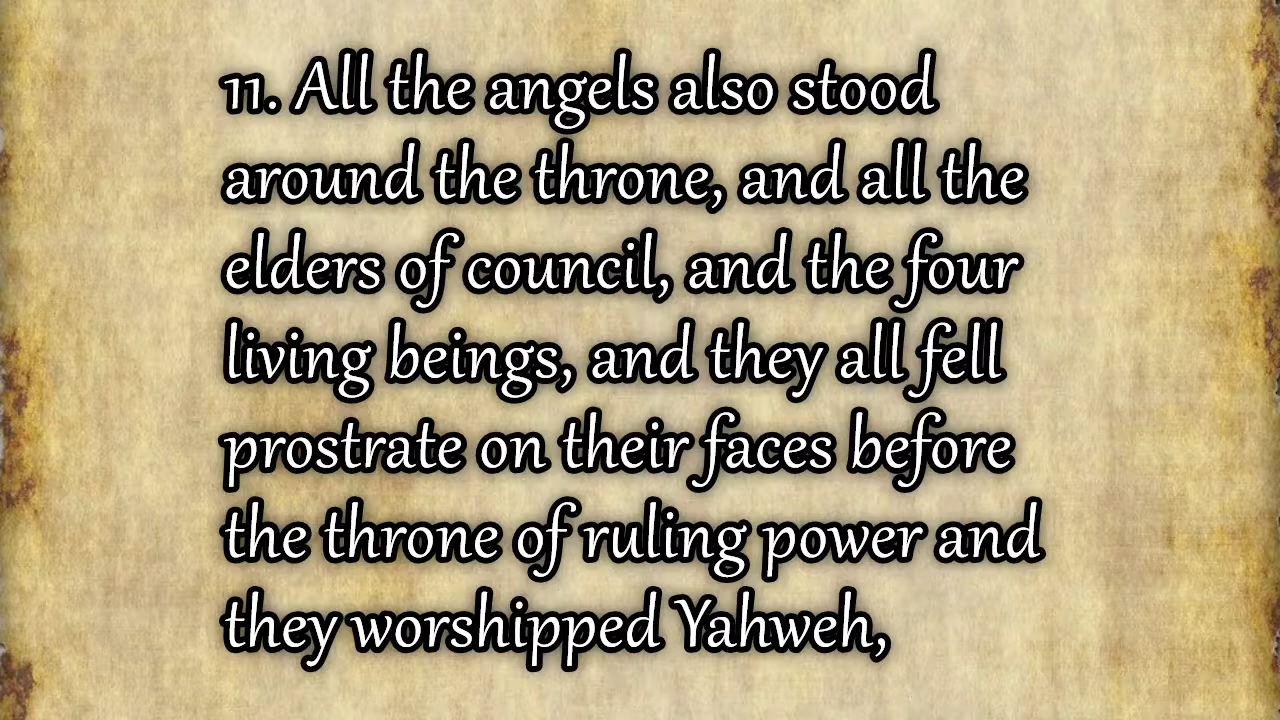 11. All the angels also stood
around the throne, and all the
elders of council, and the four
living beings, and they all fell
prostrate on their faces before
the throne of ruling power and
they worshipped Yahweh,